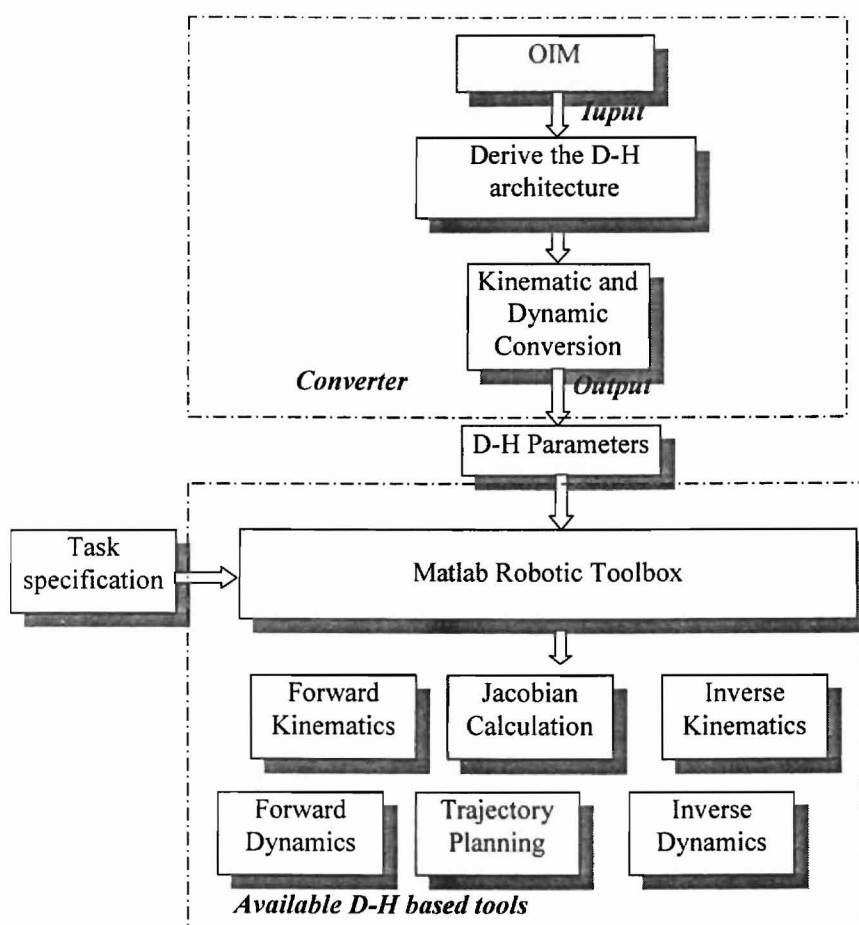 OIM
Iuput
Derive the D-H
architecture
Kinematic and
Dynamic
Conversion
Converter
Output
D-H Parameters
Task
specification
Matlab Robotic Toolbox
Forward
Kinematics
Jacobian
Calculation
Inverse
Kinematics
Forward
Dynamics
Trajectory
Planning
Inverse
Dynamics
Available D-H based tools